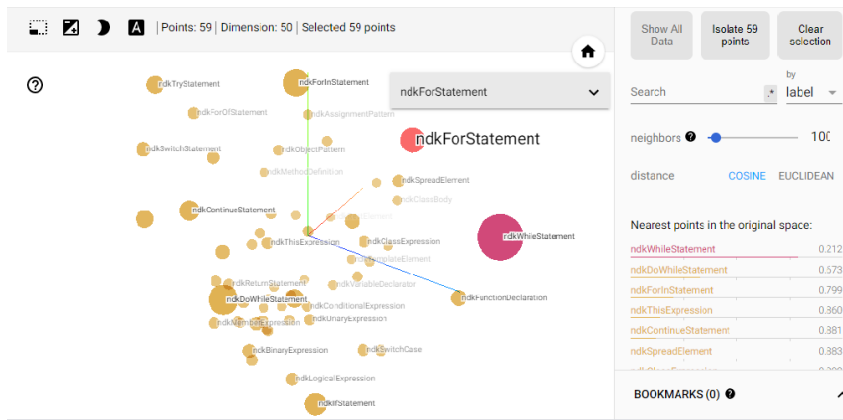 A
Points: 59 | Dimension: 50 | Selected 59 points
Show All Data
Isolate 59 points
Clear selection
ndkForStatement
Search
.*
by
label
neighbors
distance
COSINE
EUCLIDEAN
Nearest points in the original space:
ndkWhileStatement 0.212
ndkDoWhileStatement 0.573
ndkForInStatement 0.799
ndkThisExpression 0.360
ndkContinueStatement 0.381
ndkSpreadElement 0.383
BOOKMARKS (0)
ndkTryStatement
ndkForInStatement
ndkForOfStatement
ndkAssignmentPattern
ndkForStatement
ndkSwitchStatement
ndkObjectPattern
ndkMethodDefinition
ndkSpreadElement
ndkClassBody
ndkContinueStatement
ndkThisExpression
ndkClassExpression
ndkWhileStatement
ndkTemplateElement
ndkReturnStatement
ndkVariableDeclarator
ndkDoWhileStatement
ndkFunctionDeclaration
ndkConditionalExpression
ndkMemberExpression
ndkUnaryExpression
ndkBinaryExpression
ndkSwitchCase
ndkLogicalExpression
ndkIfStatement